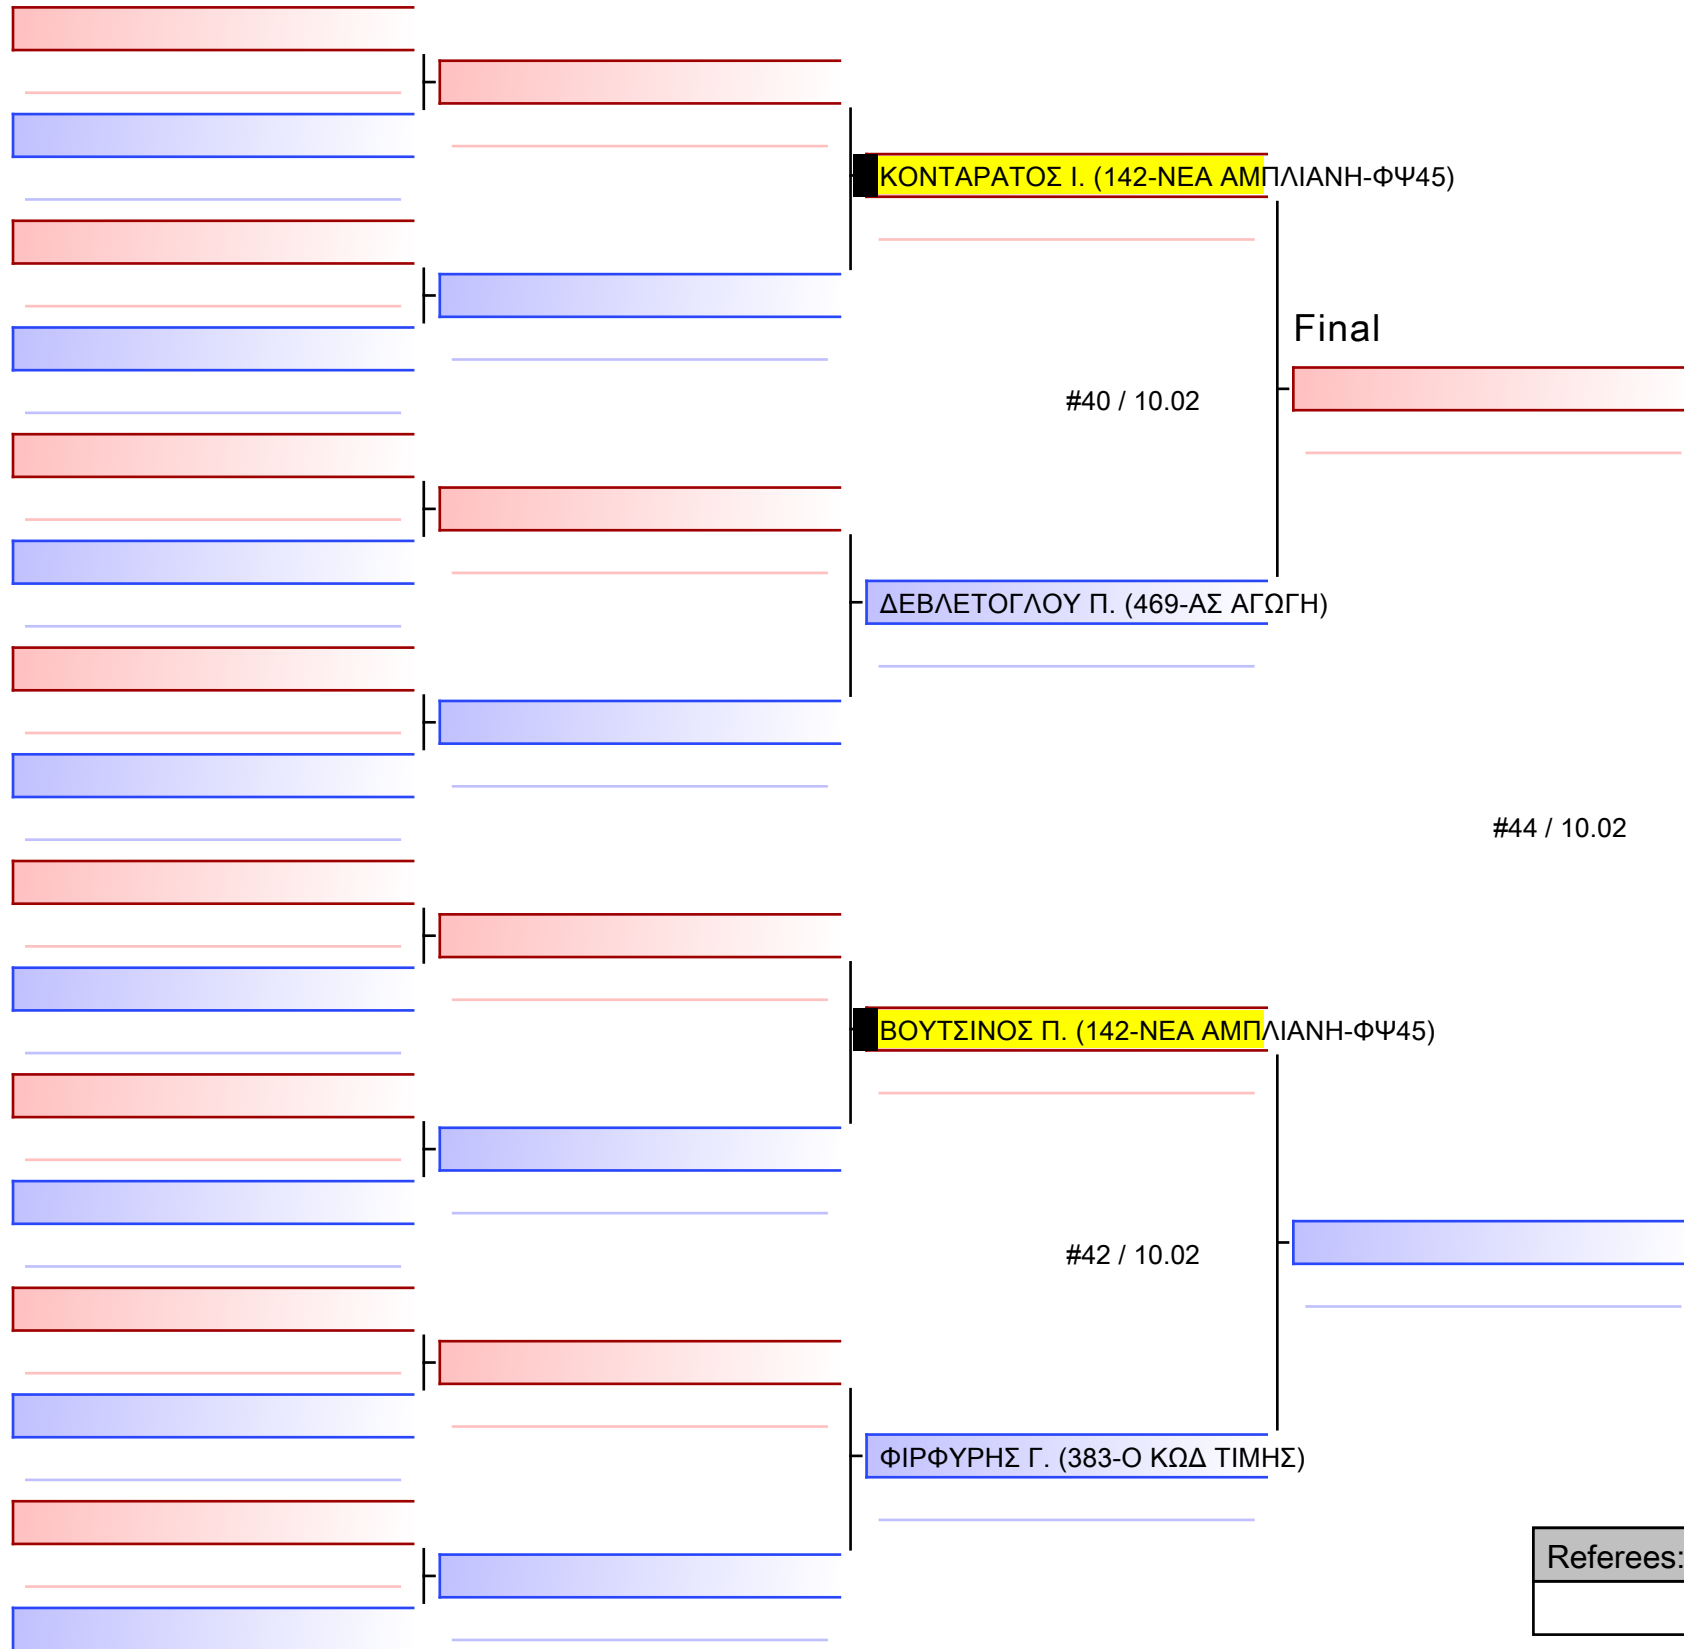 ΚΟΝΤΑΡΑΤΟΣ Ι. (142-ΝΕΑ ΑΜΠΛΙΑΝΗ-ΦΨ45)
Final
#40 / 10.02
ΔΕΒΛΕΤΟΓΛΟΥ Π. (469-ΑΣ ΑΓΩΓΗ)
#44 / 10.02
ΒΟΥΤΣΙΝΟΣ Π. (142-ΝΕΑ ΑΜΠΛΙΑΝΗ-ΦΨ45)
#42 / 10.02
ΦΙΡΦΥΡΗΣ Γ. (383-Ο ΚΩΔ ΤΙΜΗΣ)
Referees: